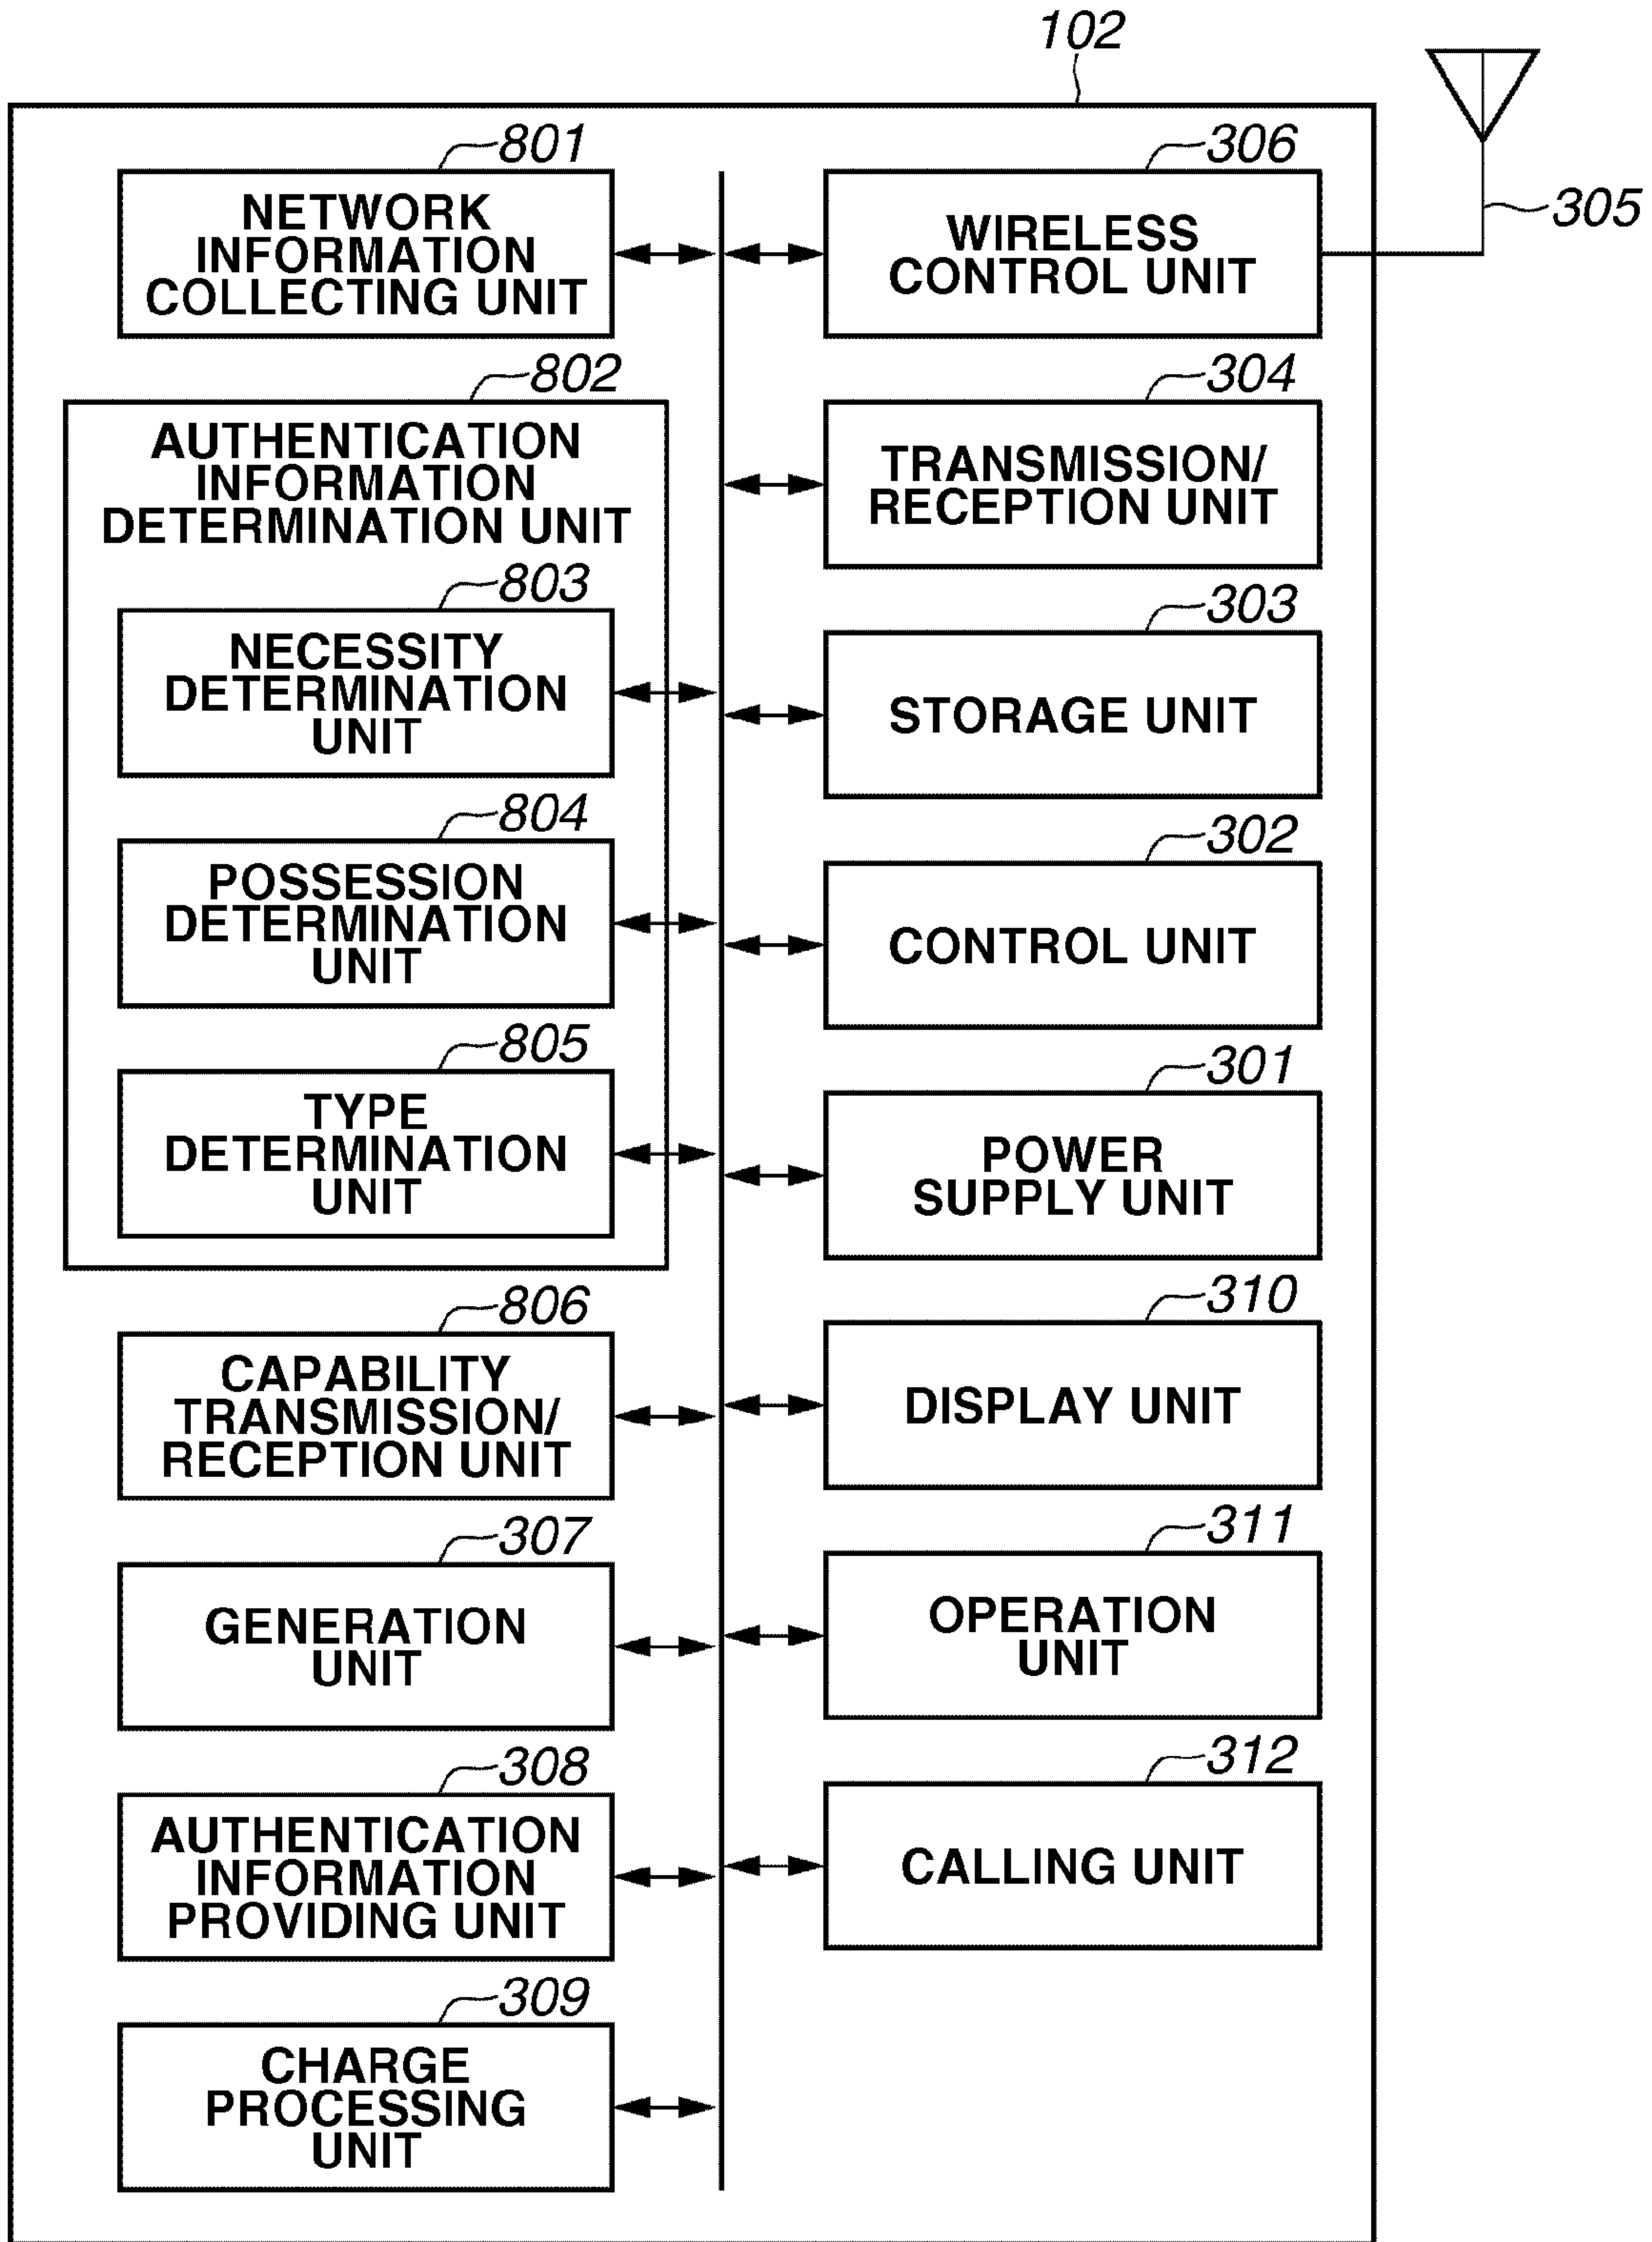 102
801
NETWORK
INFORMATION
COLLECTING UNIT
306
WIRELESS
CONTROL UNIT
305
802
AUTHENTICATION
INFORMATION
DETERMINATION UNIT
304
TRANSMISSION/
RECEPTION UNIT
803
NECESSITY
DETERMINATION
UNIT
303
STORAGE UNIT
804
POSSESSION
DETERMINATION
UNIT
302
CONTROL UNIT
805
TYPE
DETERMINATION
UNIT
301
POWER
SUPPLY UNIT
806
CAPABILITY
TRANSMISSION/
RECEPTION UNIT
310
DISPLAY UNIT
307
GENERATION
UNIT
311
OPERATION
UNIT
308
AUTHENTICATION
INFORMATION
PROVIDING UNIT
312
CALLING UNIT
309
CHARGE
PROCESSING
UNIT